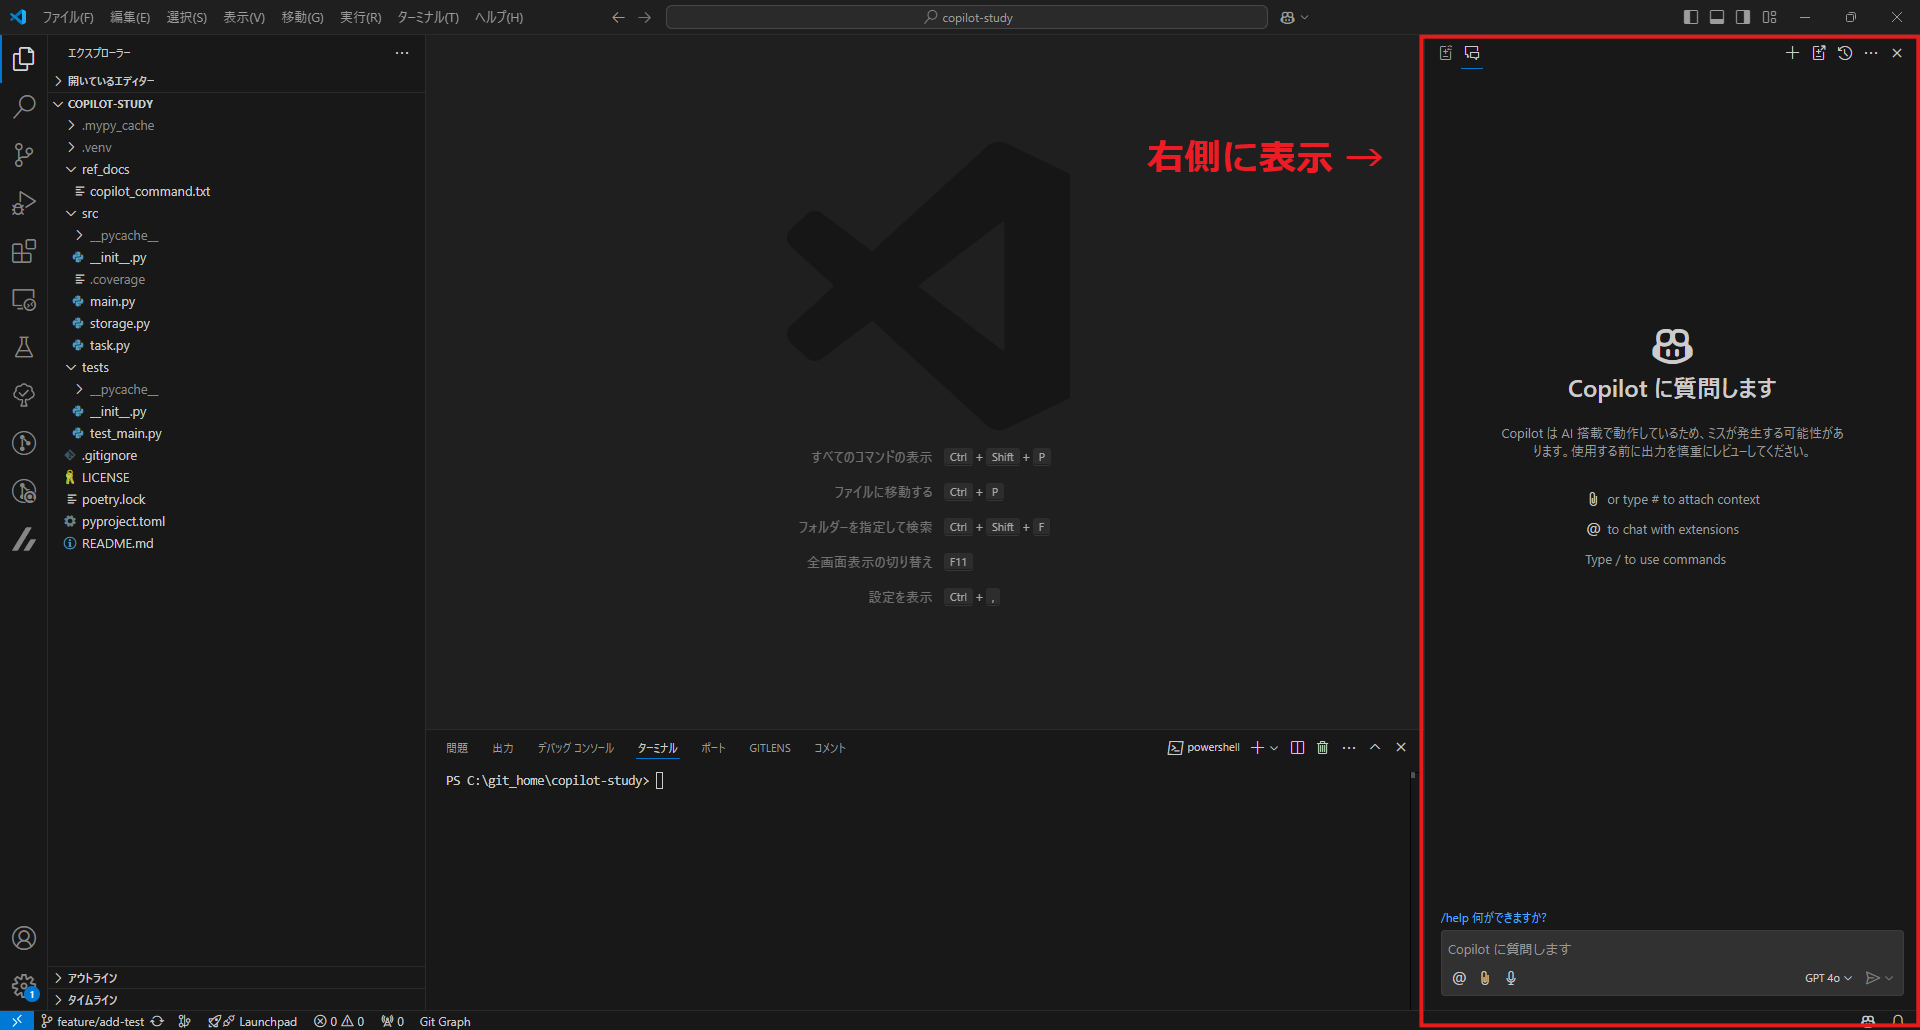 ファイル(F) 編集(E) 選択(S) 表示(V) 移動(G) 実行(R) ターミナル(T) ヘルプ(H)
copilot-study
エクスプローラー
開いているエディター
COPILOT-STUDY
.mypy_cache
.venv
ref_docs
copilot_command.txt
src
__pycache__
__init__.py
.coverage
main.py
storage.py
task.py
tests
__pycache__
__init__.py
test_main.py
.gitignore
LICENSE
poetry.lock
pyproject.toml
README.md
アウトライン
タイムライン
右側に表示 →
すべてのコマンドの表示 Ctrl + Shift + P
ファイルに移動する Ctrl + P
フォルダーを指定して検索 Ctrl + Shift + F
全画面表示の切り替え F11
設定を表示 Ctrl + ,
問題 出力 デバッグ コンソール ターミナル ポート GITLENS コメント
powershell
PS C:\git_home\copilot-study>
Copilot に質問します
Copilot は AI 搭載で動作しているため、ミスが発生する可能性があ
ります。使用する前に出力を慎重にレビューしてください。
or type # to attach context
@ to chat with extensions
Type / to use commands
/help 何ができますか?
Copilot に質問します
@
GPT 4o
1
feature/add-test Launchpad 0 0 0 Git Graph